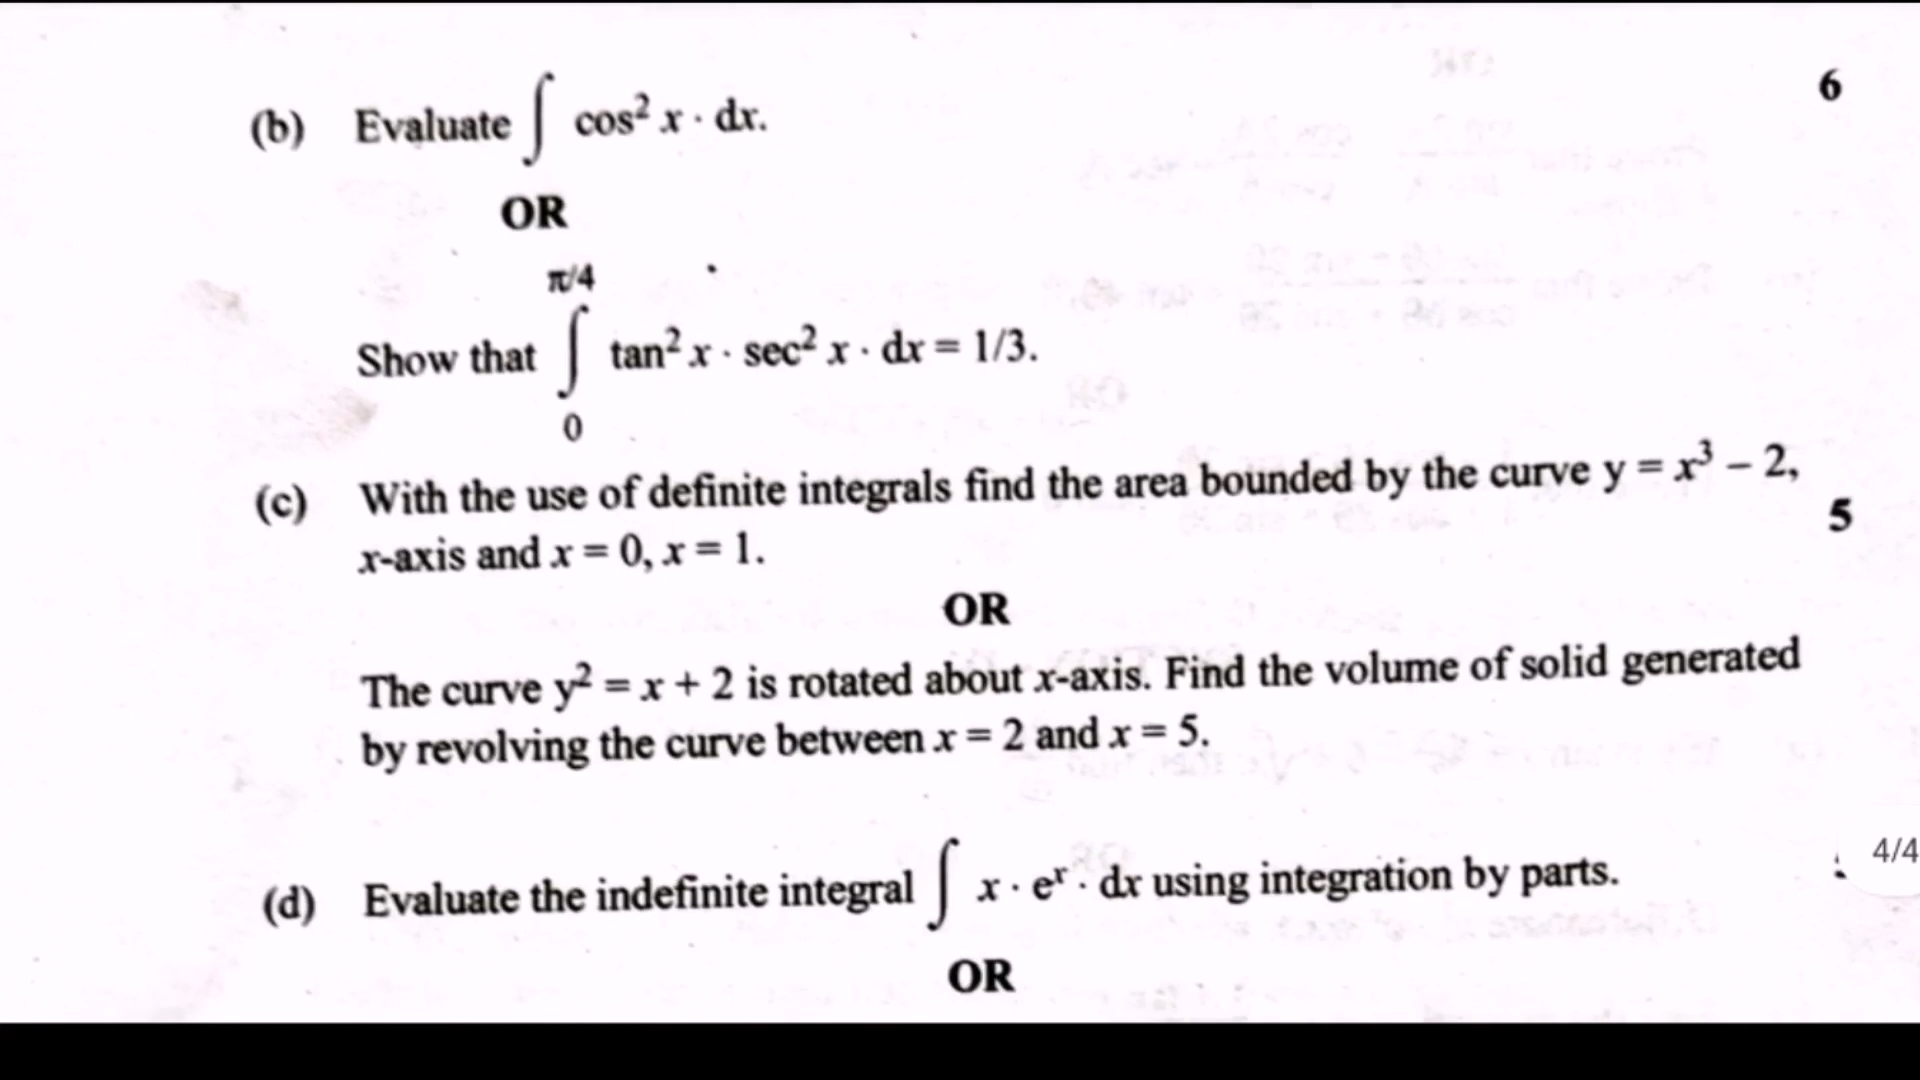 6
(b) Evaluate ∫ cos² x · dx.
OR
π/4
Show that ∫ tan² x · sec² x · dx = 1/3.
0
(c) With the use of definite integrals find the area bounded by the curve y = x³ – 2,
5
x-axis and x = 0, x = 1.
OR
The curve y² = x + 2 is rotated about x-axis. Find the volume of solid generated
by revolving the curve between x = 2 and x = 5.
4/4
(d) Evaluate the indefinite integral ∫ x · eˣ · dx using integration by parts.
OR